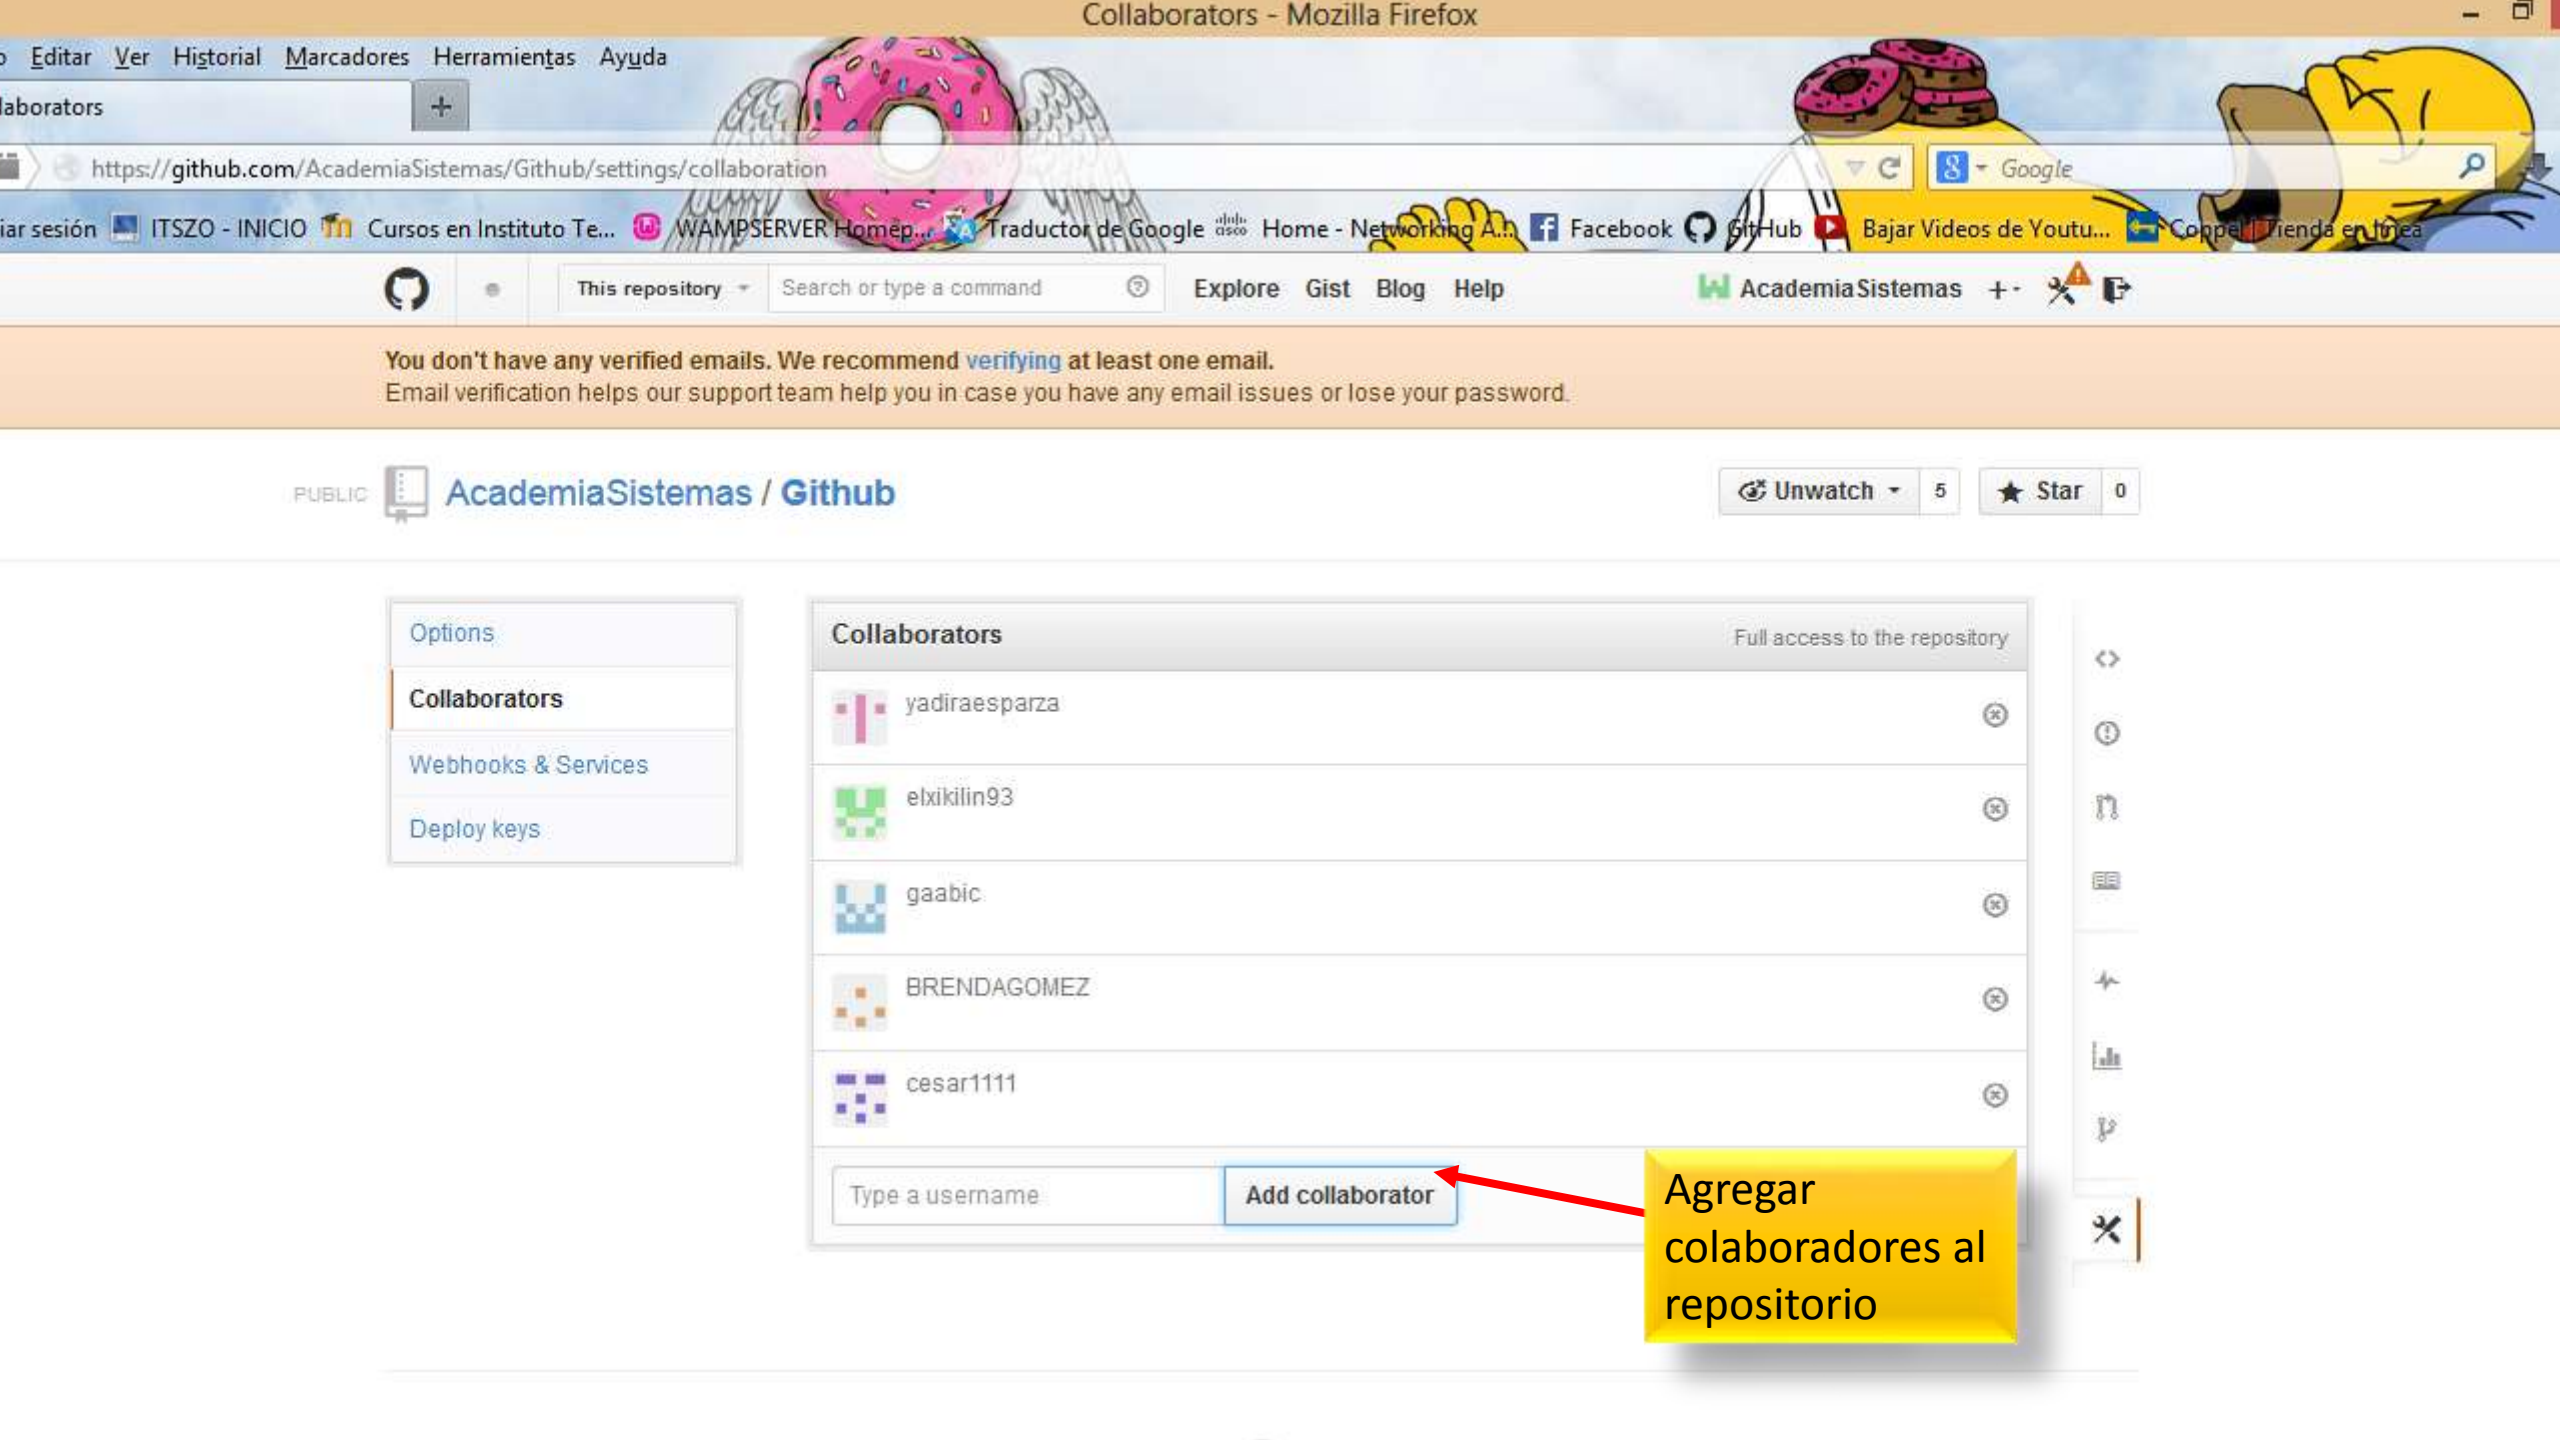 Collaborators - Mozilla Firefox
Editar Ver Historial Marcadores Herramientas Ayuda
laborators
https://github.com/AcademiaSistemas/Github/settings/collaboration
Google
iar sesión ITSZO - INICIO Cursos en Instituto Te... WAMPSERVER Homep... Traductor de Google Home - Networking A... Facebook GitHub Bajar Videos de Youtu... Coppel | Tienda en línea
This repository Search or type a command Explore Gist Blog Help AcademiaSistemas
You don't have any verified emails. We recommend verifying at least one email.
Email verification helps our support team help you in case you have any email issues or lose your password.
PUBLIC AcademiaSistemas / Github
Unwatch 5 Star 0
Options
Collaborators
Webhooks & Services
Deploy keys
Collaborators Full access to the repository
yadiraesparza
elxikilin93
gaabic
BRENDAGOMEZ
cesar1111
Type a username Add collaborator
Agregar
colaboradores al
repositorio